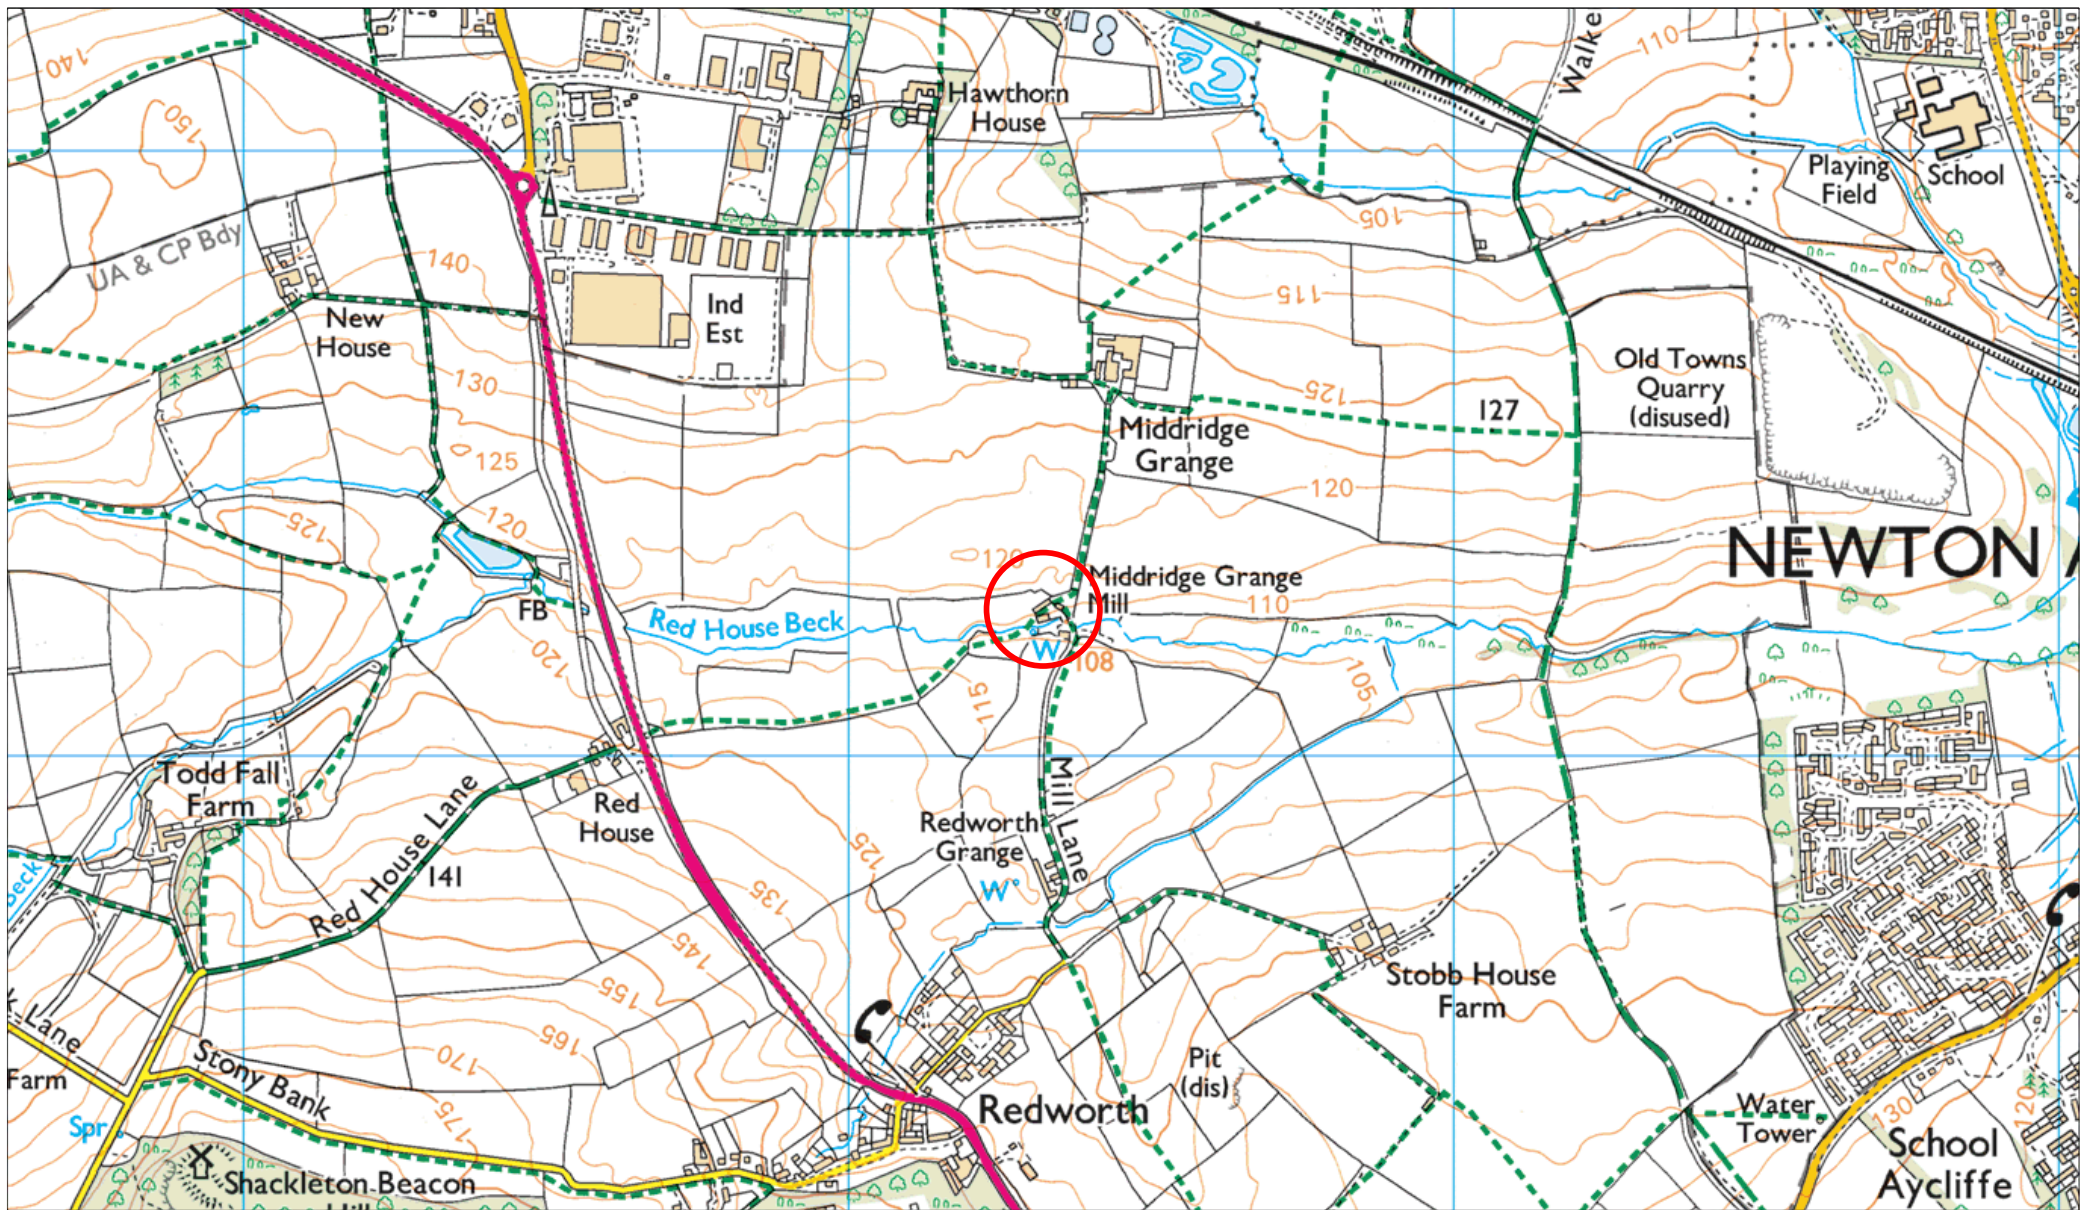 140
150
UA & CP Bdy
Hawthorn
House
Walke
110
Playing
Field
School
105
140
New
House
Ind
Est
115
Old Towns
Quarry
(disused)
130
125
127
Middridge
Grange
125
120
125
120
NEWTON A
120
Middridge Grange
Mill
110
FB
Red House Beck
W
108
120
115
105
Todd Fall
Farm
Red House Lane
Red
House
Mill Lane
Redworth
Grange
125
141
W
135
Beck
145
Stobb House
Farm
155
165
k Lane
Stony Bank
170
Farm
Pit
(dis)
Spr
175
Redworth
Water
Tower
130
120
School
Aycliffe
Shackleton Beacon
Hill